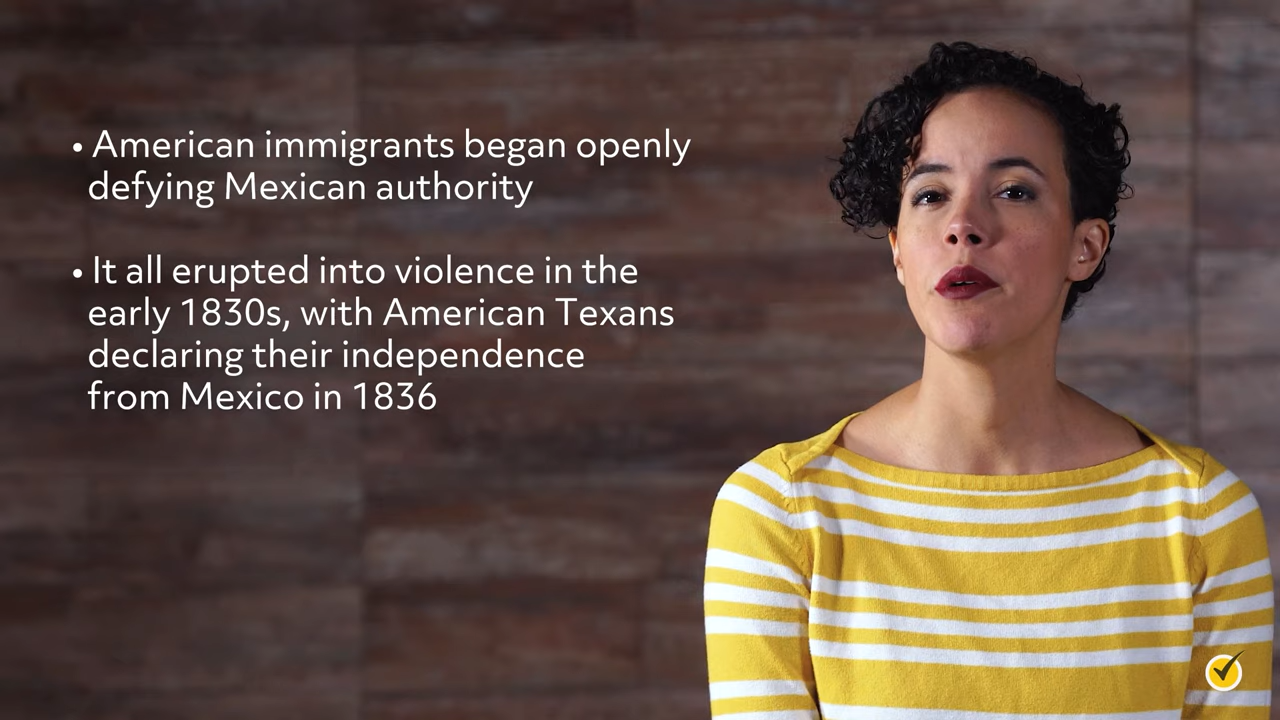 • American immigrants began openly
defying Mexican authority
• It all erupted into violence in the
early 1830s, with American Texans
declaring their independence
from Mexico in 1836